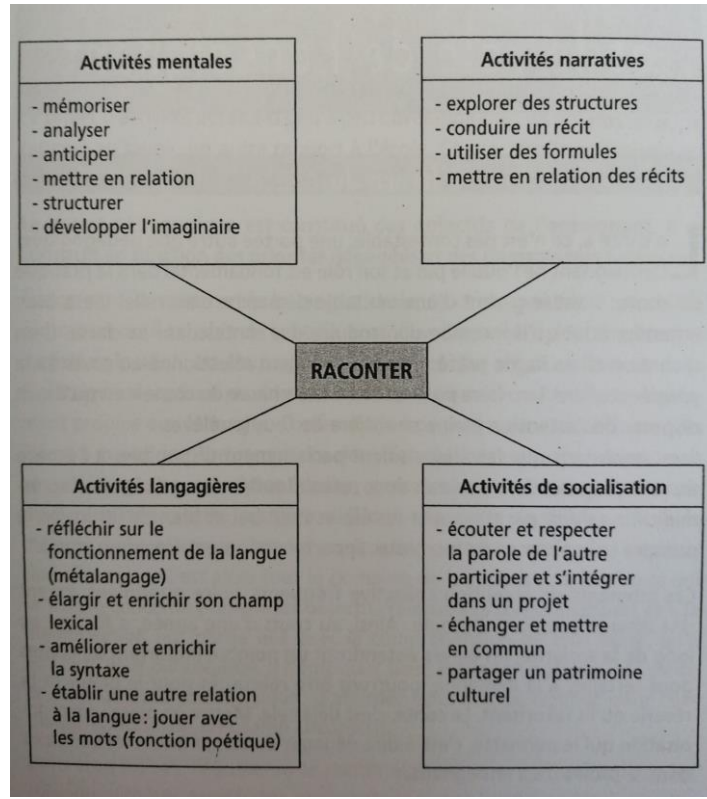 Activités mentales
- mémoriser
- analyser
- anticiper
- mettre en relation
- structurer
- développer l'imaginaire
Activités narratives
- explorer des structures
- conduire un récit
- utiliser des formules
- mettre en relation des récits
RACONTER
Activités langagières
- réfléchir sur le
fonctionnement de la langue
(métalangage)
- élargir et enrichir son champ
lexical
- améliorer et enrichir
la syntaxe
- établir une autre relation
à la langue: jouer avec
les mots (fonction poétique)
Activités de socialisation
- écouter et respecter
la parole de l'autre
- participer et s'intégrer
dans un projet
- échanger et mettre
en commun
- partager un patrimoine
culturel